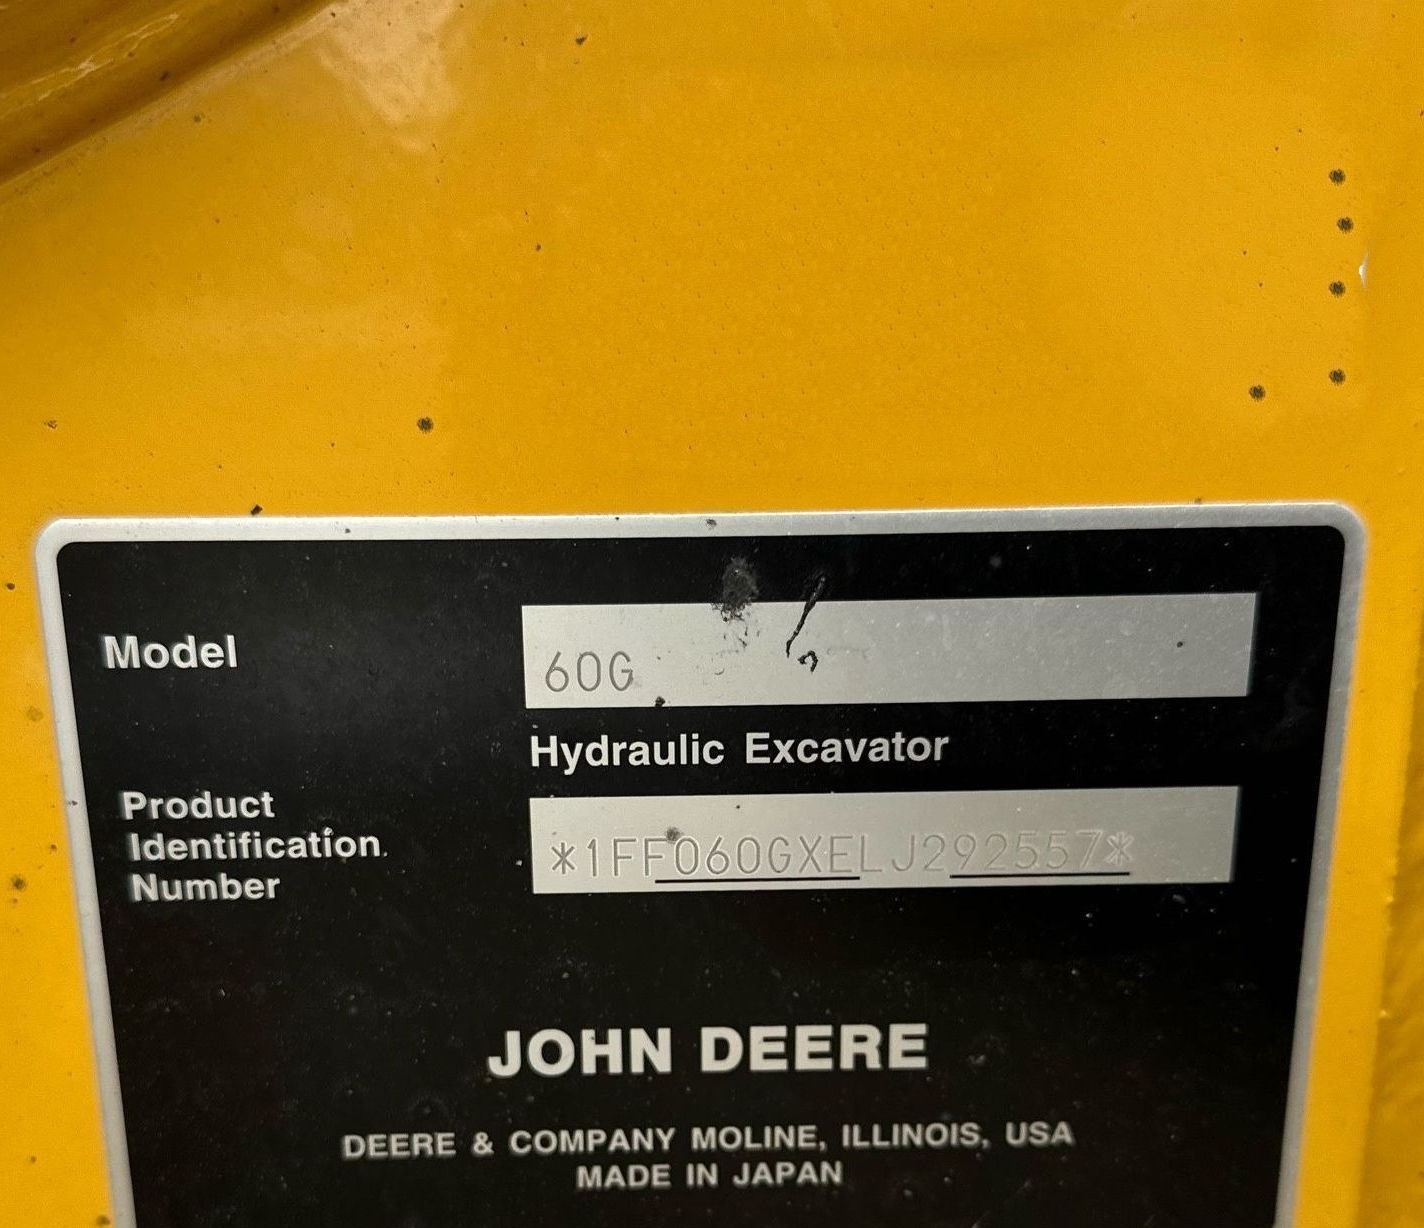 Model
60G
Hydraulic Excavator
Product
Identification
Number
*1FF060GXELJ292557*
JOHN DEERE
DEERE & COMPANY MOLINE, ILLINOIS, USA
MADE IN JAPAN